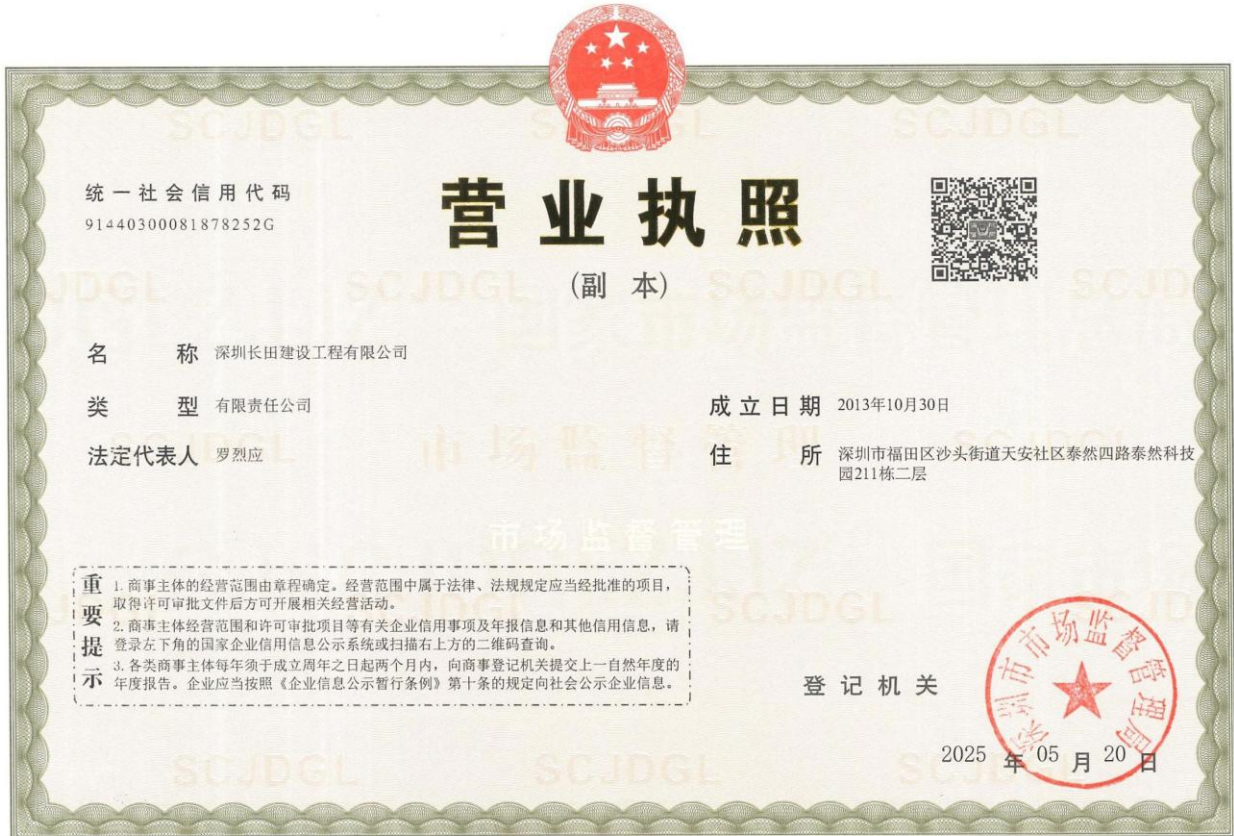 统一社会信用代码
91440300081878252G
营业执照
(副 本)
名 称 深圳长田建设工程有限公司
类 型 有限责任公司
成立日期 2013年10月30日
法定代表人 罗烈应
住 所 深圳市福田区沙头街道天安社区泰然四路泰然科技
园211栋二层
重要提示
1. 商事主体的经营范围由章程确定。经营范围中属于法律、法规规定应当经批准的项目，
取得许可审批文件后方可开展相关经营活动。
2. 商事主体经营范围和许可审批项目等有关企业信用事项及年报信息和其他信用信息，请
登录左下角的国家企业信用信息公示系统或扫描右上方的二维码查询。
3. 各类商事主体每年须于成立周年之日起两个月内，向商事登记机关提交上一自然年度的
年度报告。企业应当按照《企业信息公示暂行条例》第十条的规定向社会公示企业信息。
登记机关
深圳市市场监督管理局
2025 年 05 月 20 日
SCJDGL
市场监督管理
市场监督管理